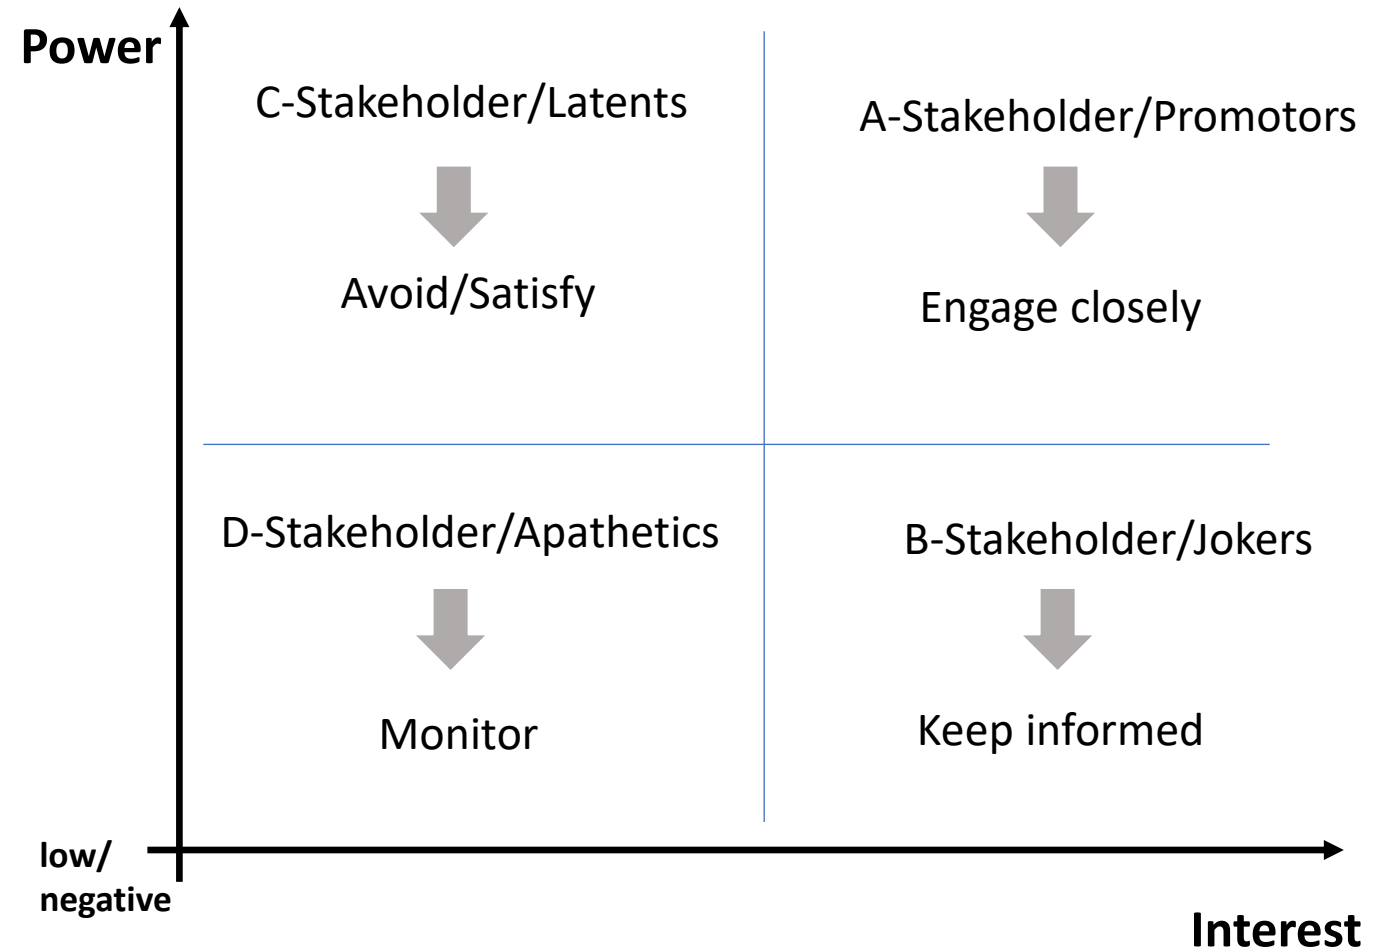 Power
C-Stakeholder/Latents
A-Stakeholder/Promotors
Avoid/Satisfy
Engage closely
D-Stakeholder/Apathetics
B-Stakeholder/Jokers
Monitor
Keep informed
low/
negative
Interest